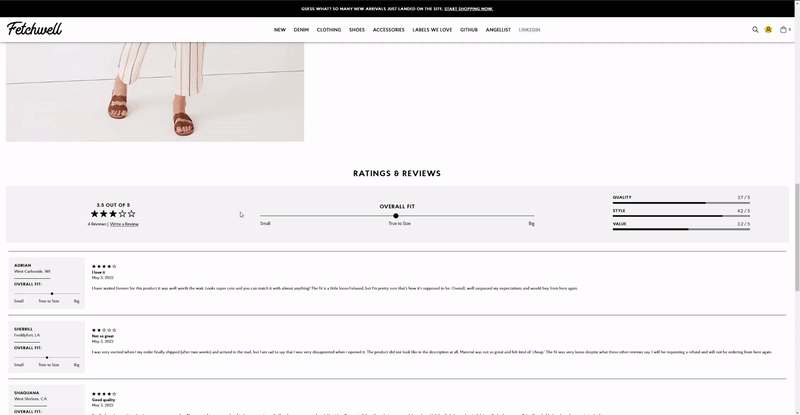 GUESS WHAT? SO MANY NEW ARRIVALS JUST LANDED ON THE SITE. START SHOPPING NOW.
Fetchwell
NEW DENIM CLOTHING SHOES ACCESSORIES LABELS WE LOVE GITHUB ANGELLIST LINKEDIN
0
RATINGS & REVIEWS
3.5 OUT OF 5
4 Reviews | Write a Review
OVERALL FIT
Small True to Size Big
QUALITY 3.7 / 5
STYLE 4.2 / 5
VALUE 3.2 / 5
ADRIAN
West Carleside, WI
OVERALL FIT:
Small True to Size Big
I love it
May 3, 2022
I have waited forever for this product it was well worth the wait. Looks super cute and you can match it with almost anything! The fit is a little loose/relaxed, but I'm pretty sure that's how it's supposed to be. Overall, well surpassed my expectations and would buy from here again.
SHERRILL
Freddyfort, LA
OVERALL FIT:
Small True to Size Big
Not so great
May 3, 2022
I was very excited when I my order finally shipped (after two weeks) and arrived in the mail, but I am sad to say that I was very disappointed when I opened it. The product did not look like in the description at all. Material was not so great and felt kind of 'cheap.' The fit was very loose despite what those other reviews say. I will be requesting a refund and will not be ordering from here again.
SHAQUANA
West Shelton, CA
OVERALL FIT:
Good quality
May 3, 2022